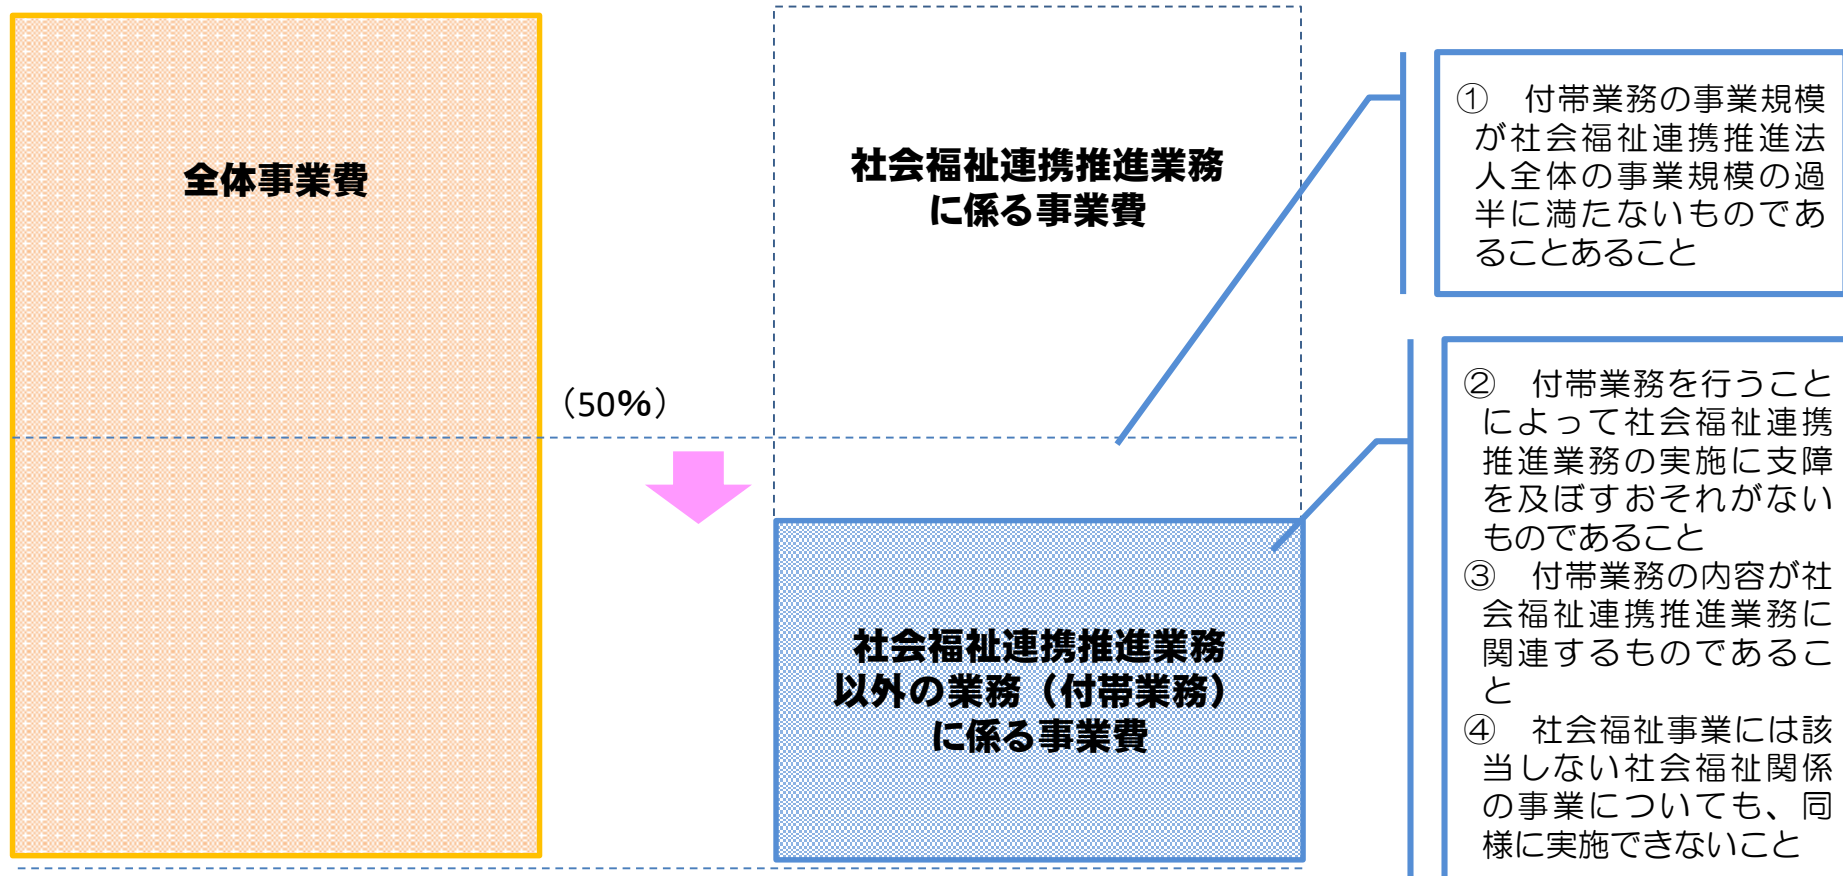 全体事業費
社会福祉連携推進業務
に係る事業費
（50%）
社会福祉連携推進業務
以外の業務（付帯業務）
に係る事業費
①　付帯業務の事業規模
が社会福祉連携推進法
人全体の事業規模の過
半に満たないものであ
ることあること
②　付帯業務を行うこと
によって社会福祉連携
推進業務の実施に支障
を及ぼすおそれがない
ものであること
③　付帯業務の内容が社
会福祉連携推進業務に
関連するものであるこ
と
④　社会福祉事業には該
当しない社会福祉関係
の事業についても、同
様に実施できないこと